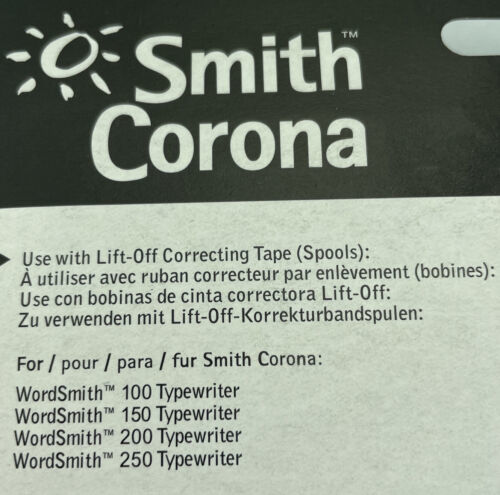 Smith™
Corona
Use with Lift-Off Correcting Tape (Spools):
À utiliser avec ruban correcteur par enlèvement (bobines):
Use con bobinas de cinta correctora Lift-Off:
Zu verwenden mit Lift-Off-Korrekturbandspulen:
For / pour / para / fur Smith Corona:
WordSmith™ 100 Typewriter
WordSmith™ 150 Typewriter
WordSmith™ 200 Typewriter
WordSmith™ 250 Typewriter